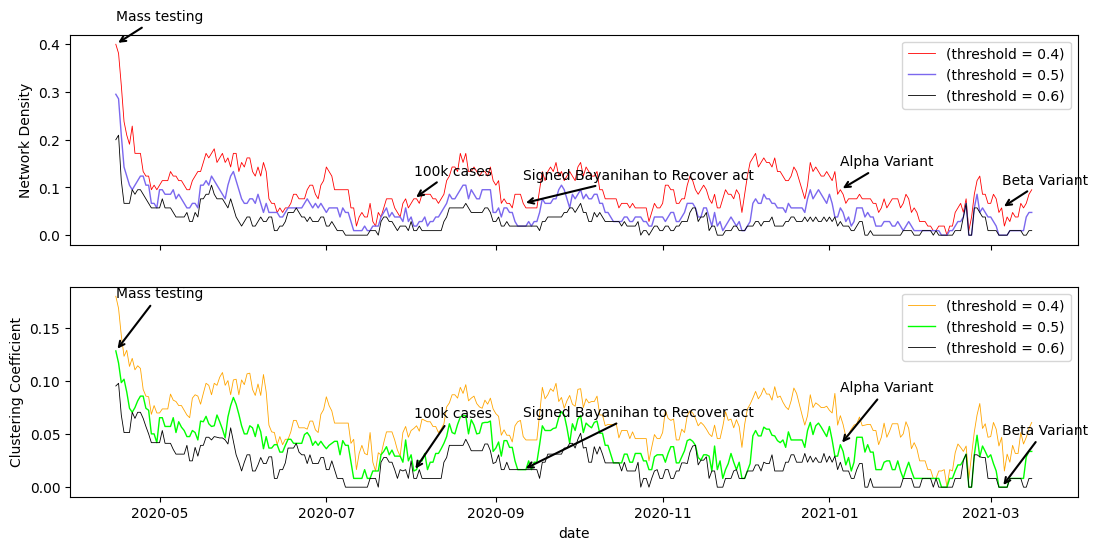 Mass testing
0.4
0.3
0.2
0.1
0.0
Network Density
(threshold = 0.4)
(threshold = 0.5)
(threshold = 0.6)
100k cases
Signed Bayanihan to Recover act
Alpha Variant
Beta Variant
Mass testing
0.15
0.10
0.05
0.00
Clustering Coefficient
(threshold = 0.4)
(threshold = 0.5)
(threshold = 0.6)
100k cases
Signed Bayanihan to Recover act
Alpha Variant
Beta Variant
2020-05
2020-07
2020-09
2020-11
2021-01
2021-03
date